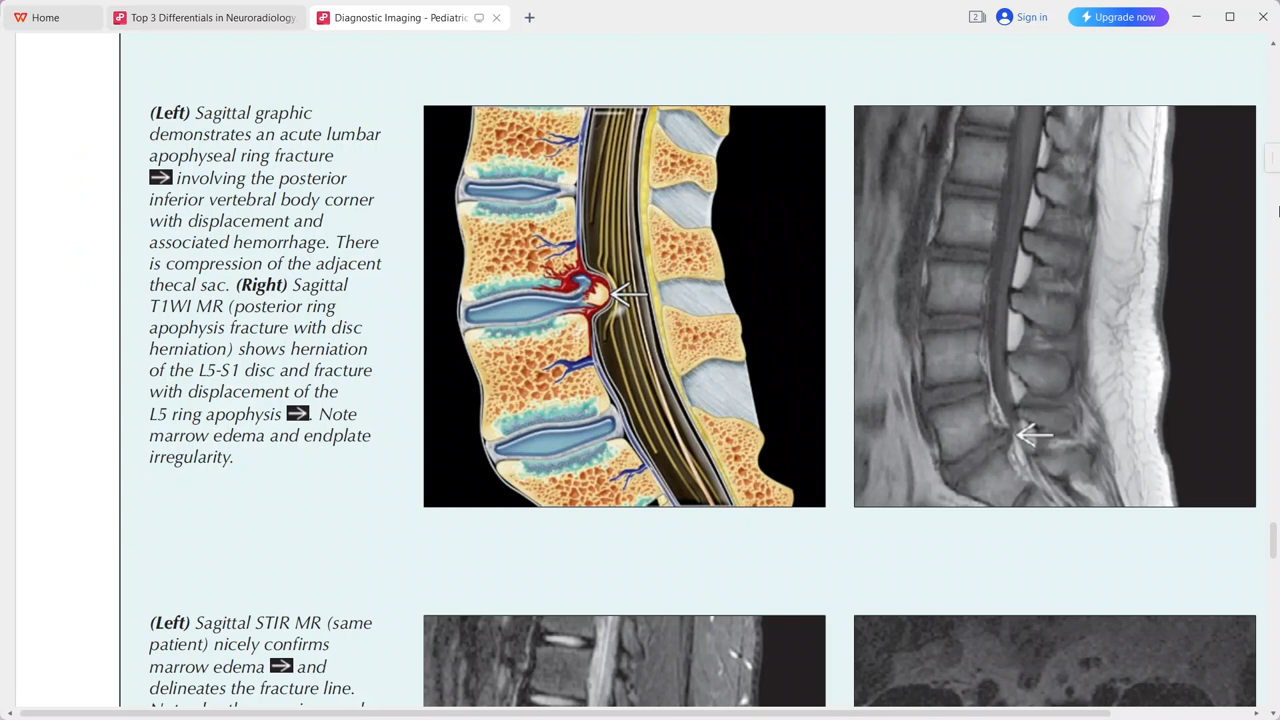 Home
Top 3 Differentials in Neuroradiology.
Diagnostic Imaging - Pediatric
2
Sign in
Upgrade now
(Left) Sagittal graphic
demonstrates an acute lumbar
apophyseal ring fracture
involving the posterior
inferior vertebral body corner
with displacement and
associated hemorrhage. There
is compression of the adjacent
thecal sac. (Right) Sagittal
T1WI MR (posterior ring
apophysis fracture with disc
herniation) shows herniation
of the L5-S1 disc and fracture
with displacement of the
L5 ring apophysis . Note
marrow edema and endplate
irregularity.
(Left) Sagittal STIR MR (same
patient) nicely confirms
marrow edema and
delineates the fracture line.